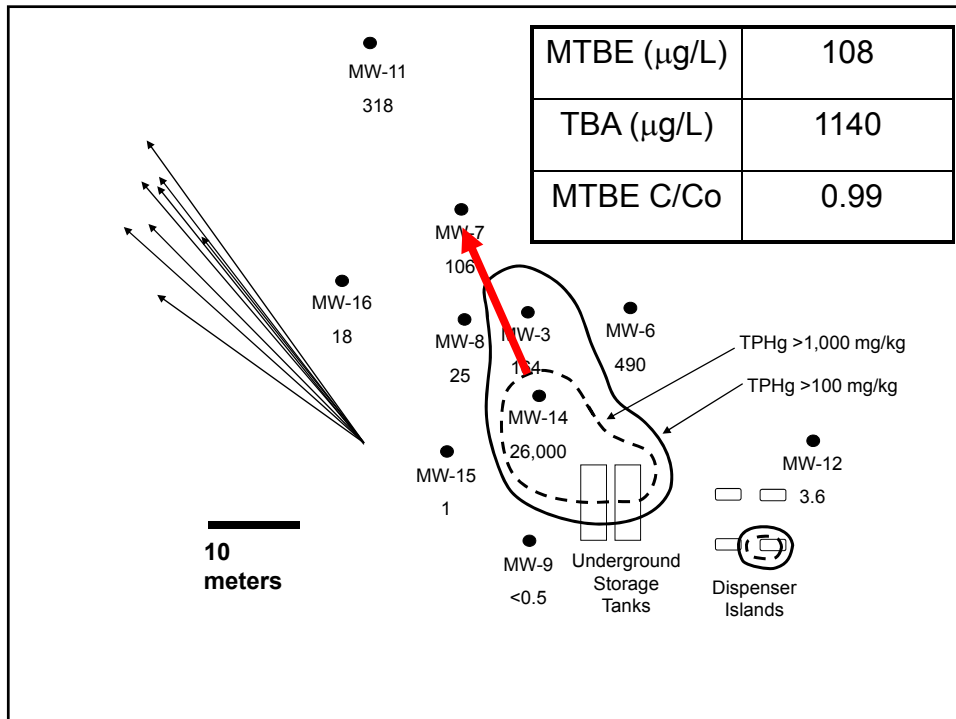 MW-11
318
MTBE (μg/L) 108
TBA (μg/L) 1140
MTBE C/Co 0.99
MW-7
106
MW-16
18
MW-8
25
MW-3
164
MW-6
490
TPHg >1,000 mg/kg
TPHg >100 mg/kg
MW-14
26,000
MW-15
1
MW-12
3.6
10
meters
MW-9
<0.5
Underground
Storage
Tanks
Dispenser
Islands